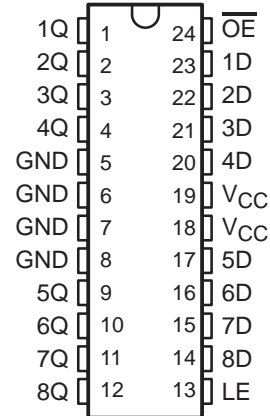 1Q 1 24 OE
2Q 2 23 1D
3Q 3 22 2D
4Q 4 21 3D
GND 5 20 4D
GND 6 19 VCC
GND 7 18 VCC
GND 8 17 5D
5Q 9 16 6D
6Q 10 15 7D
7Q 11 14 8D
8Q 12 13 LE